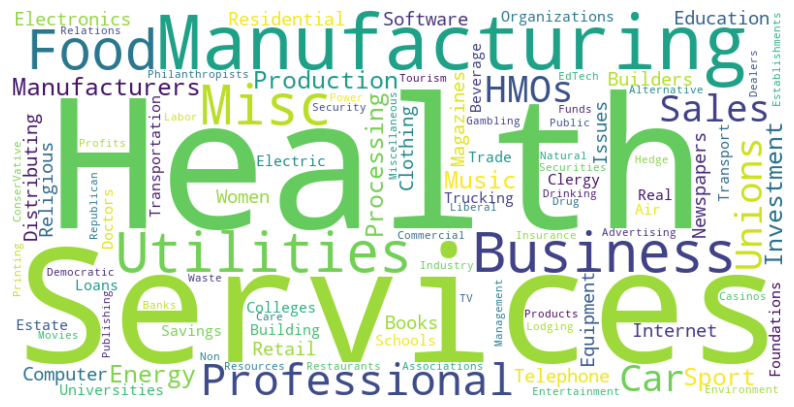 Electronics
Relations
Residential
Software
Organizations
Education
Food
Manufacturing
Establishments
Philanthropists
Manufacturers
Production
Tourism
Beverage
HMOs
EdTech
Builders
Dealers
Alternative
Misc
Labor
Power
Security
Miscellaneous
Clothing
Magazines
Gambling
Funds
Public
Issues
Sales
Health
Distributing
Religious
ConserVative
Profits
Republican
Doctors
Transportation
Electric
Women
Processing
Trade
Music
Trucking
Liberal
Natural
Securities
Clergy
Drinking
Drug
Hedge
Real
Air
Newspapers
Transport
Unions
Investment
Utilities
Commercial
Business
Insurance
Advertising
Services
Printing
Democratic
Loans
Publishing
Banks
Waste
Industry
TV
Management
Casinos
Estate
Movies
Savings
Colleges
Care
Building
Books
Schools
Products
Lodging
Equipment
Internet
Foundations
Retail
Non
Computer
Universities
Energy
Resources
Restaurants
Associations
Professional
Telephone
Entertainment
Car
Sport
Environment